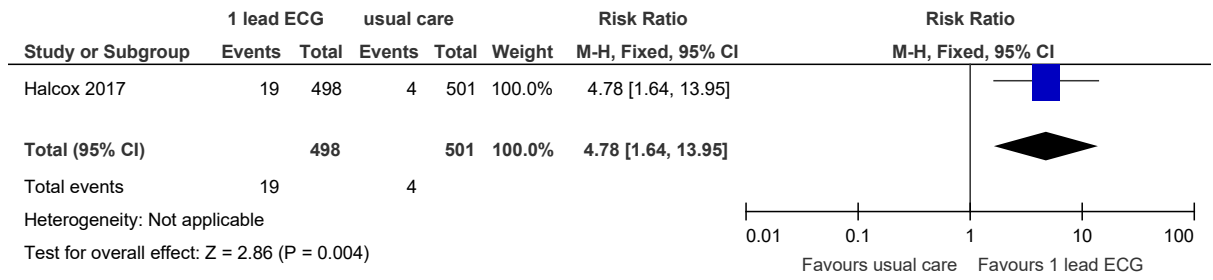 1 lead ECG usual care Risk Ratio Risk Ratio
Study or Subgroup Events Total Events Total Weight M-H, Fixed, 95% CI M-H, Fixed, 95% CI
Halcox 2017 19 498 4 501 100.0% 4.78 [1.64, 13.95]
Total (95% CI) 498 501 100.0% 4.78 [1.64, 13.95]
Total events 19 4
Heterogeneity: Not applicable
Test for overall effect: Z = 2.86 (P = 0.004)
0.01 0.1 1 10 100
Favours usual care Favours 1 lead ECG